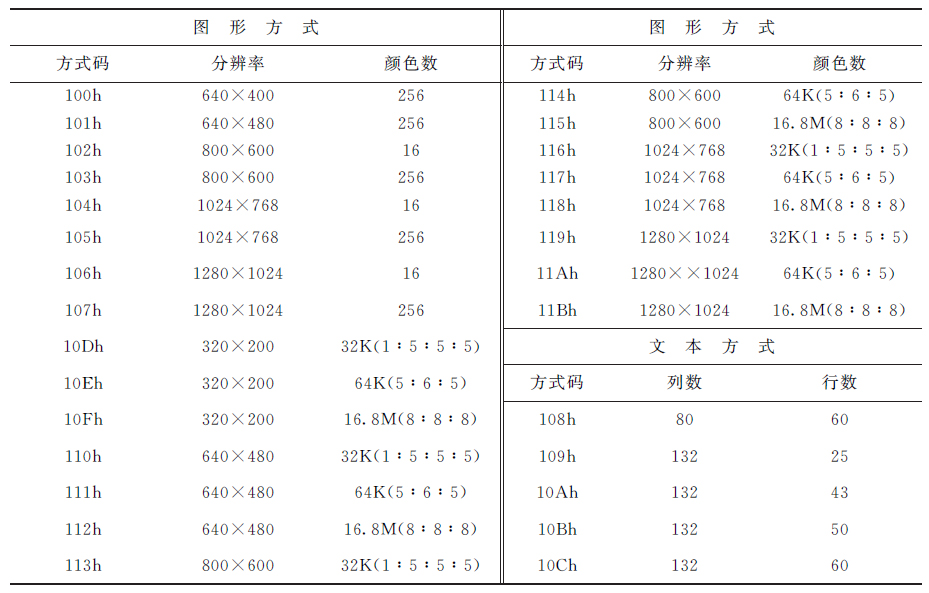 图 形 方 式
方式码 分辨率 颜色数
100h 640×400 256
101h 640×480 256
102h 800×600 16
103h 800×600 256
104h 1024×768 16
105h 1024×768 256
106h 1280×1024 16
107h 1280×1024 256
10Dh 320×200 32K(1∶5∶5∶5)
10Eh 320×200 64K(5∶6∶5)
10Fh 320×200 16.8M(8∶8∶8)
110h 640×480 32K(1∶5∶5∶5)
111h 640×480 64K(5∶6∶5)
112h 640×480 16.8M(8∶8∶8)
113h 800×600 32K(1∶5∶5∶5)
图 形 方 式
方式码 分辨率 颜色数
114h 800×600 64K(5∶6∶5)
115h 800×600 16.8M(8∶8∶8)
116h 1024×768 32K(1∶5∶5∶5)
117h 1024×768 64K(5∶6∶5)
118h 1024×768 16.8M(8∶8∶8)
119h 1280×1024 32K(1∶5∶5∶5)
11Ah 1280××1024 64K(5∶6∶5)
11Bh 1280×1024 16.8M(8∶8∶8)
文 本 方 式
方式码 列数 行数
108h 80 60
109h 132 25
10Ah 132 43
10Bh 132 50
10Ch 132 60